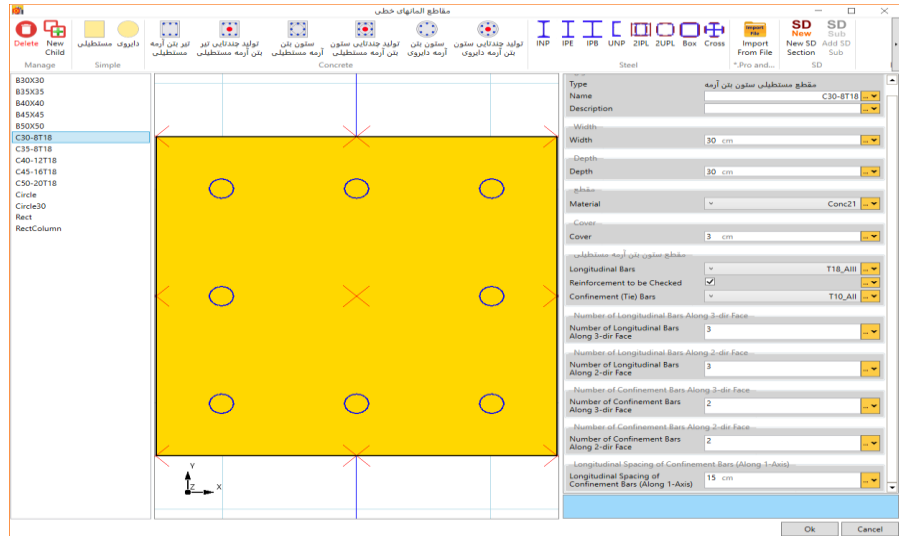 مقاطع المانهای خطی
Delete
New Child
دایروی
مستطیلی
تیر بتن آرمه مستطیلی
تولید چندتایی تیر بتن آرمه مستطیلی
ستون بتن آرمه مستطیلی
تولید چندتایی ستون بتن آرمه مستطیلی
ستون بتن آرمه دایروی
تولید چندتایی ستون بتن آرمه دایروی
INP IPE IPB UNP 2IPL 2UPL Box Cross
Import File
Import From File
SD New
New SD Section
SD Sub
Add SD Sub
Manage Simple Concrete Steel *.Pro and... SD
B30X30
B35X35
B40X40
B45X45
B50X50
C30-8T18
C35-8T18
C40-12T18
C45-16T18
C50-20T18
Circle
Circle30
Rect
RectColumn
Y
Z X
Type مقطع مستطیلی ستون بتن آرمه
Name C30-8T18 ...
Description ...
Width
Width 30 cm ...
Depth
Depth 30 cm ...
مقطع
Material Conc21 ...
Cover
Cover 3 cm ...
مقطع ستون بتن آرمه مستطیلی
Longitudinal Bars T18_AIII ...
Reinforcement to be Checked ...
Confinement (Tie) Bars T10_AII ...
Number of Longitudinal Bars Along 3-dir Face
Number of Longitudinal Bars Along 3-dir Face 3 ...
Number of Longitudinal Bars Along 2-dir Face
Number of Longitudinal Bars Along 2-dir Face 3 ...
Number of Confinement Bars Along 3-dir Face
Number of Confinement Bars Along 3-dir Face 2 ...
Number of Confinement Bars Along 2-dir Face
Number of Confinement Bars Along 2-dir Face 2 ...
Longitudinal Spacing of Confinement Bars (Along 1-Axis)
Longitudinal Spacing of Confinement Bars (Along 1-Axis) 15 cm ...
Ok Cancel